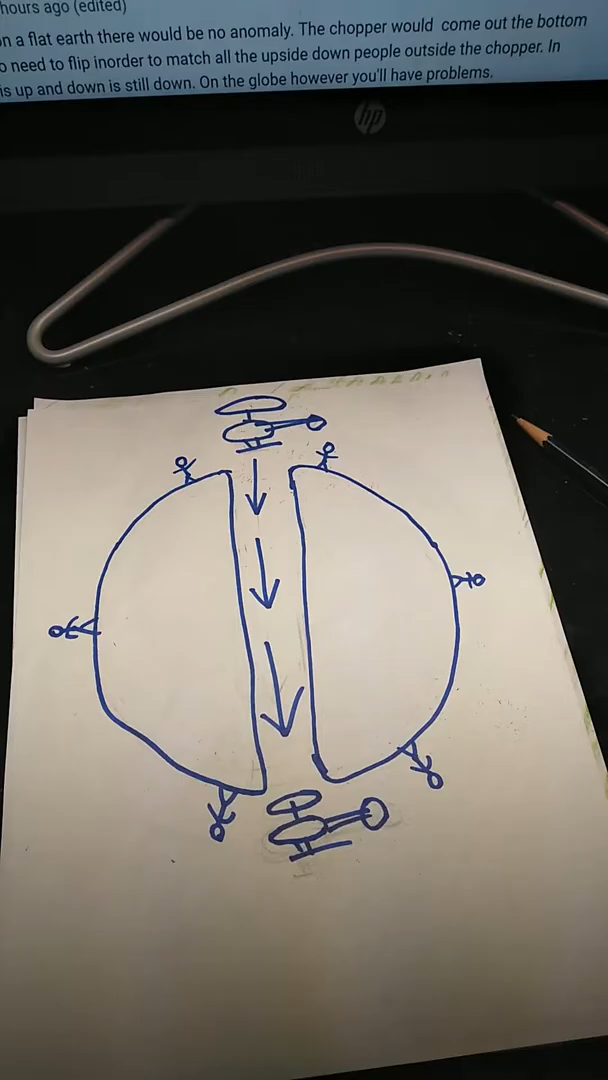 hours ago (edited)
on a flat earth there would be no anomaly. The chopper would come out the bottom
o need to flip inorder to match all the upside down people outside the chopper. In
is up and down is still down. On the globe however you'll have problems.
hp